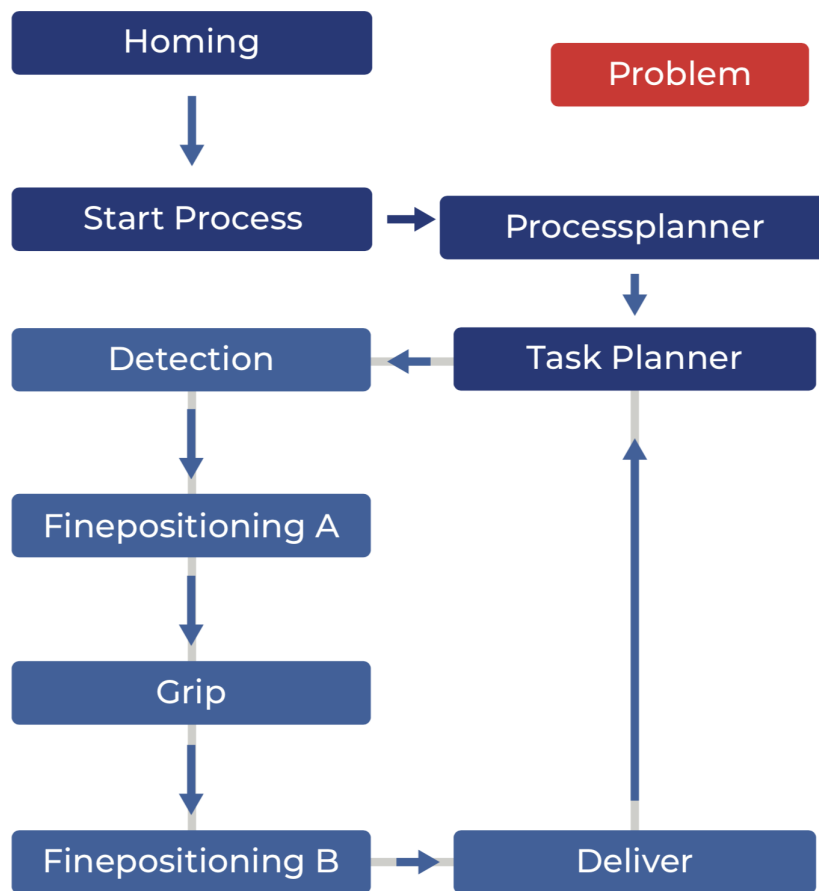 Homing
Problem
Start Process
Processplanner
Detection
Task Planner
Finepositioning A
Grip
Finepositioning B
Deliver